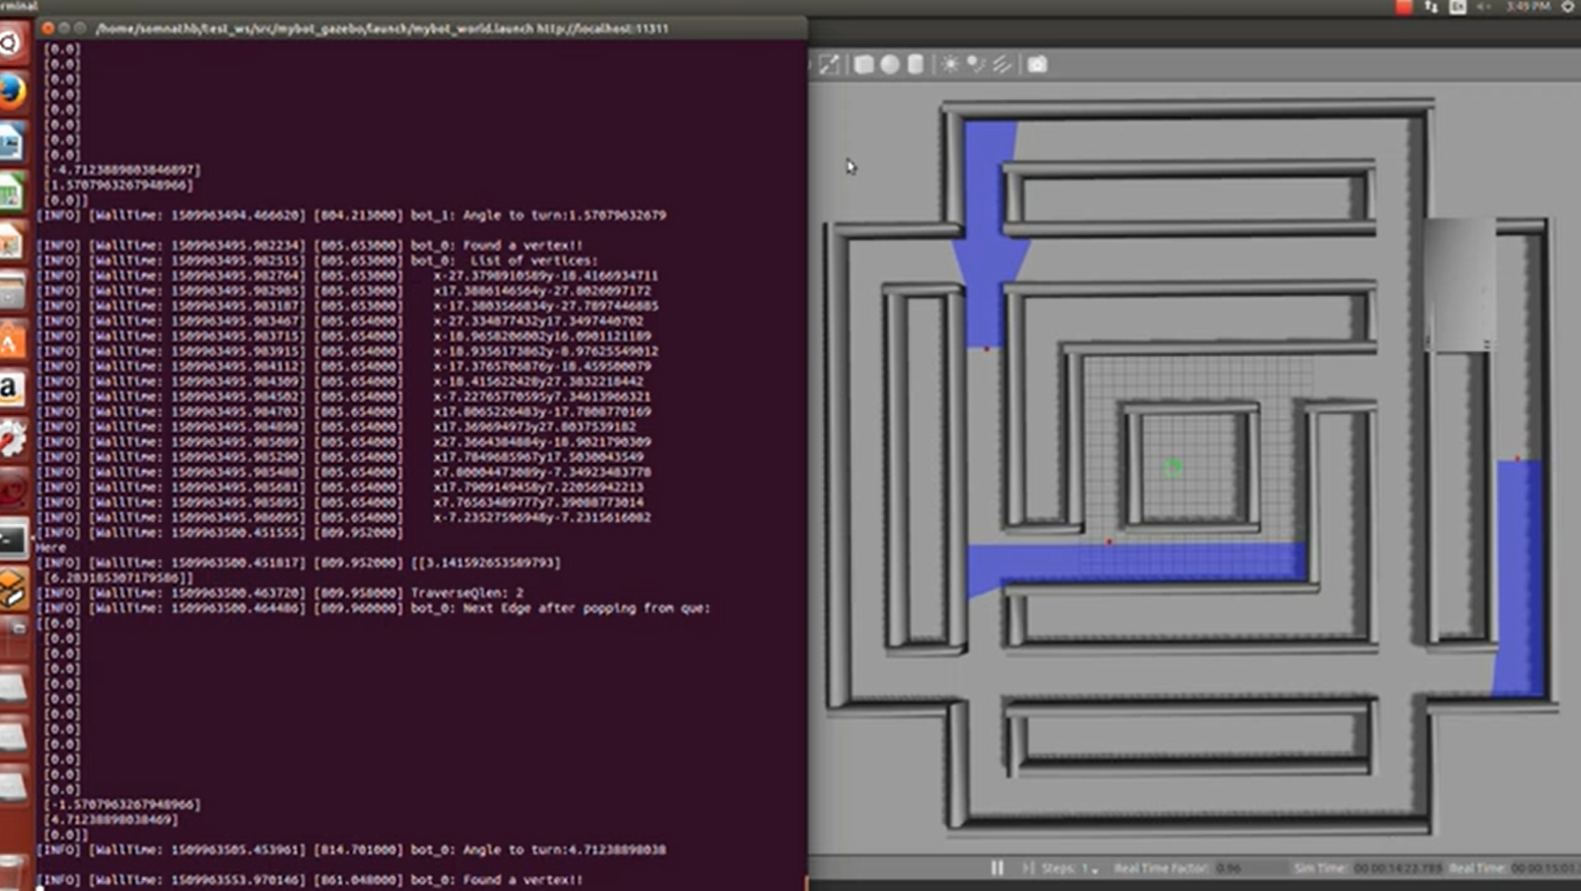 /home/somnathb/test_ws/src/mybot_gazebo/launch/mybot_world.launch http://localhost:11311
3:49 PM
[0.0]
[0.0]
[0.0]
[0.0]
[0.0]
[0.0]
[0.0]
[0.0]
[-4.7123889803846897]
[1.5707963267948966]
[0.0]]
[INFO] [WallTime: 1509963494.466620] [804.213000] bot_1: Angle to turn:1.57079632679
[INFO] [WallTime: 1509963495.982234] [805.653000] bot_0: Found a vertex!!
[INFO] [WallTime: 1509963495.982515] [805.653000] bot_0: List of vertices:
[INFO] [WallTime: 1509963495.982764] [805.653000] x-27.3798910589y-18.4166934711
[INFO] [WallTime: 1509963495.982985] [805.653000] x17.3886146564y-27.8026097172
[INFO] [WallTime: 1509963495.983187] [805.653000] x-17.3803566834y-27.7897446885
[INFO] [WallTime: 1509963495.983467] [805.654000] x-27.334877432y17.3497440702
[INFO] [WallTime: 1509963495.983715] [805.654000] x-18.9658206002y16.0901121189
[INFO] [WallTime: 1509963495.983915] [805.654000] x-18.9356173862y-8.97625549012
[INFO] [WallTime: 1509963495.984112] [805.654000] x-17.3765706876y-18.459500079
[INFO] [WallTime: 1509963495.984309] [805.654000] x-18.415622428y27.3832218442
[INFO] [WallTime: 1509963495.984502] [805.654000] x-7.22765770595y7.34613966321
[INFO] [WallTime: 1509963495.984703] [805.654000] x17.8065226483y-17.7808770169
[INFO] [WallTime: 1509963495.984898] [805.654000] x17.369694973y27.8037539182
[INFO] [WallTime: 1509963495.985089] [805.654000] x27.3664384884y-18.9021790309
[INFO] [WallTime: 1509963495.985290] [805.654000] x17.7849685967y17.5030043549
[INFO] [WallTime: 1509963495.985488] [805.654000] x7.80004473089y-7.34923483778
[INFO] [WallTime: 1509963495.985681] [805.654000] x17.7909149458y7.22056942213
[INFO] [WallTime: 1509963495.985895] [805.654000] x7.76563489777y7.39088773014
[INFO] [WallTime: 1509963495.986095] [805.654000] x-7.23527596948y-7.2315616082
[INFO] [WallTime: 1509963500.451555] [809.952000]
Here
[INFO] [WallTime: 1509963500.451817] [809.952000] [[3.141592653589793]
[6.283185307179586]]
[INFO] [WallTime: 1509963500.463720] [809.958000] TraverseQlen: 2
[INFO] [WallTime: 1509963500.464486] [809.960000] bot_0: Next Edge after popping from que:
[[0.0]
[0.0]
[0.0]
[0.0]
[0.0]
[0.0]
[0.0]
[0.0]
[0.0]
[0.0]
[0.0]
[0.0]
[-1.5707963267948966]
[4.71238898038469]
[0.0]]
[INFO] [WallTime: 1509963505.453961] [814.701000] bot_0: Angle to turn:4.71238898038
[INFO] [WallTime: 1509963553.970146] [861.048000] bot_0: Found a vertex!!
Steps: 1 Real Time Factor: 0.96 Sim Time: 00 00:14:23.785 Real Time: